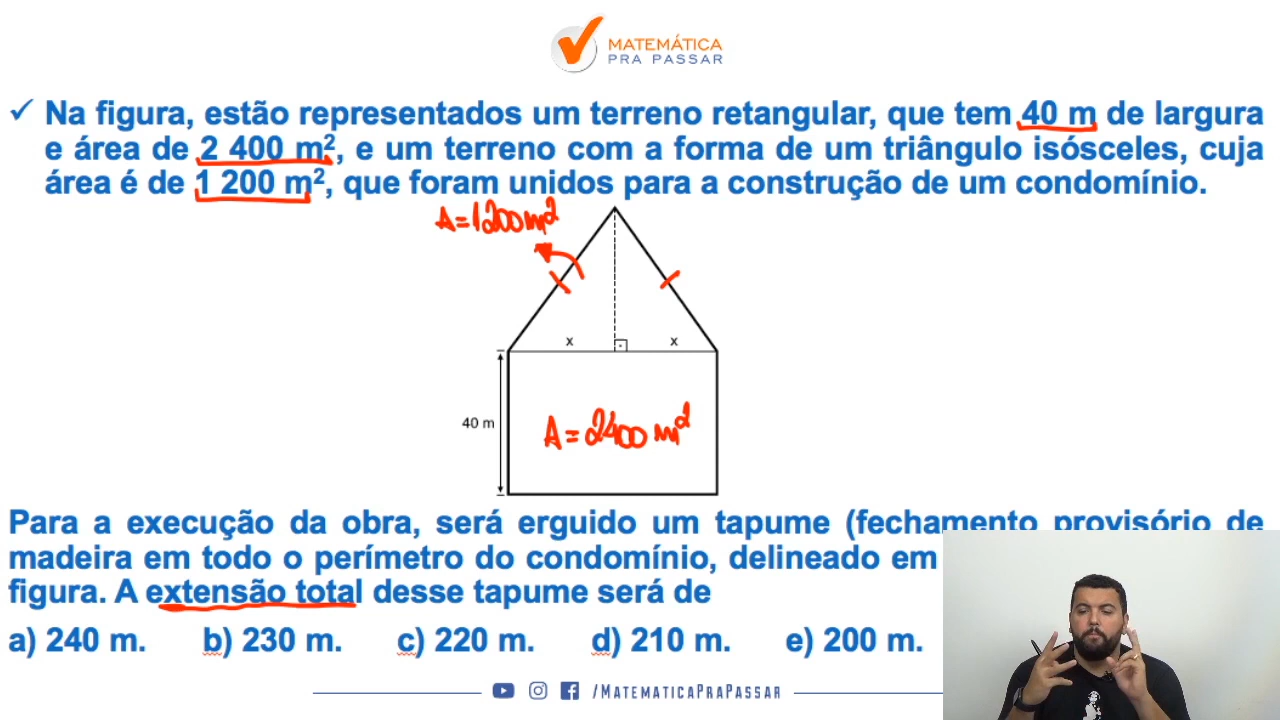 MATEMÁTICA
PRA PASSAR
✓ Na figura, estão representados um terreno retangular, que tem 40 m de largura
e área de 2 400 m², e um terreno com a forma de um triângulo isósceles, cuja
área é de 1 200 m², que foram unidos para a construção de um condomínio.
A=1200m²
x x
40 m
A=2400 m²
Para a execução da obra, será erguido um tapume (fechamento provisório de
madeira em todo o perímetro do condomínio, delineado em
figura. A extensão total desse tapume será de
a) 240 m. b) 230 m. c) 220 m. d) 210 m. e) 200 m.
/MATEMATICAPRAPASSAR